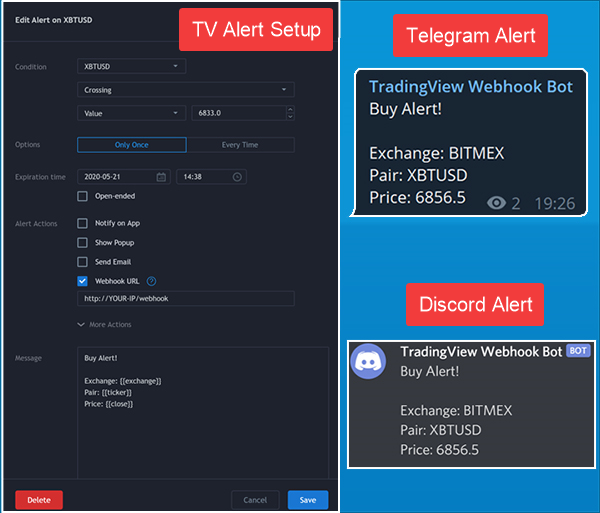 Edit Alert on XBTUSD
TV Alert Setup
Condition
XBTUSD
Crossing
Value
6833.0
Options
Only Once
Every Time
Expiration time
2020-05-21
14:38
Open-ended
Alert Actions
Notify on App
Show Popup
Send Email
Webhook URL
?
http://YOUR-IP/webhook
More Actions
Message
Buy Alert!
Exchange: {{exchange}}
Pair: {{ticker}}
Price: {{close}}
Delete
Cancel
Save
Telegram Alert
TradingView Webhook Bot
Buy Alert!
Exchange: BITMEX
Pair: XBTUSD
Price: 6856.5
2 19:26
Discord Alert
TradingView Webhook Bot BOT
Buy Alert!
Exchange: BITMEX
Pair: XBTUSD
Price: 6856.5